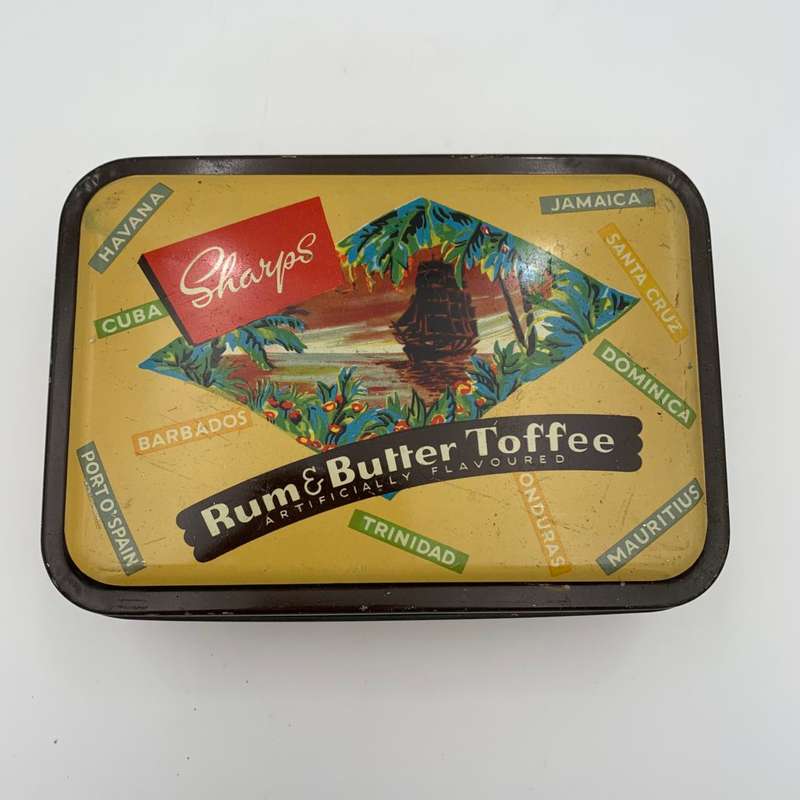 HAVANA
JAMAICA
Sharps
SANTA CRUZ
CUBA
DOMINICA
BARBADOS
Rum & Butter Toffee
ARTIFICIALLY FLAVOURED
PORT O'SPAIN
TRINIDAD
ONDURAS
MAURITIUS